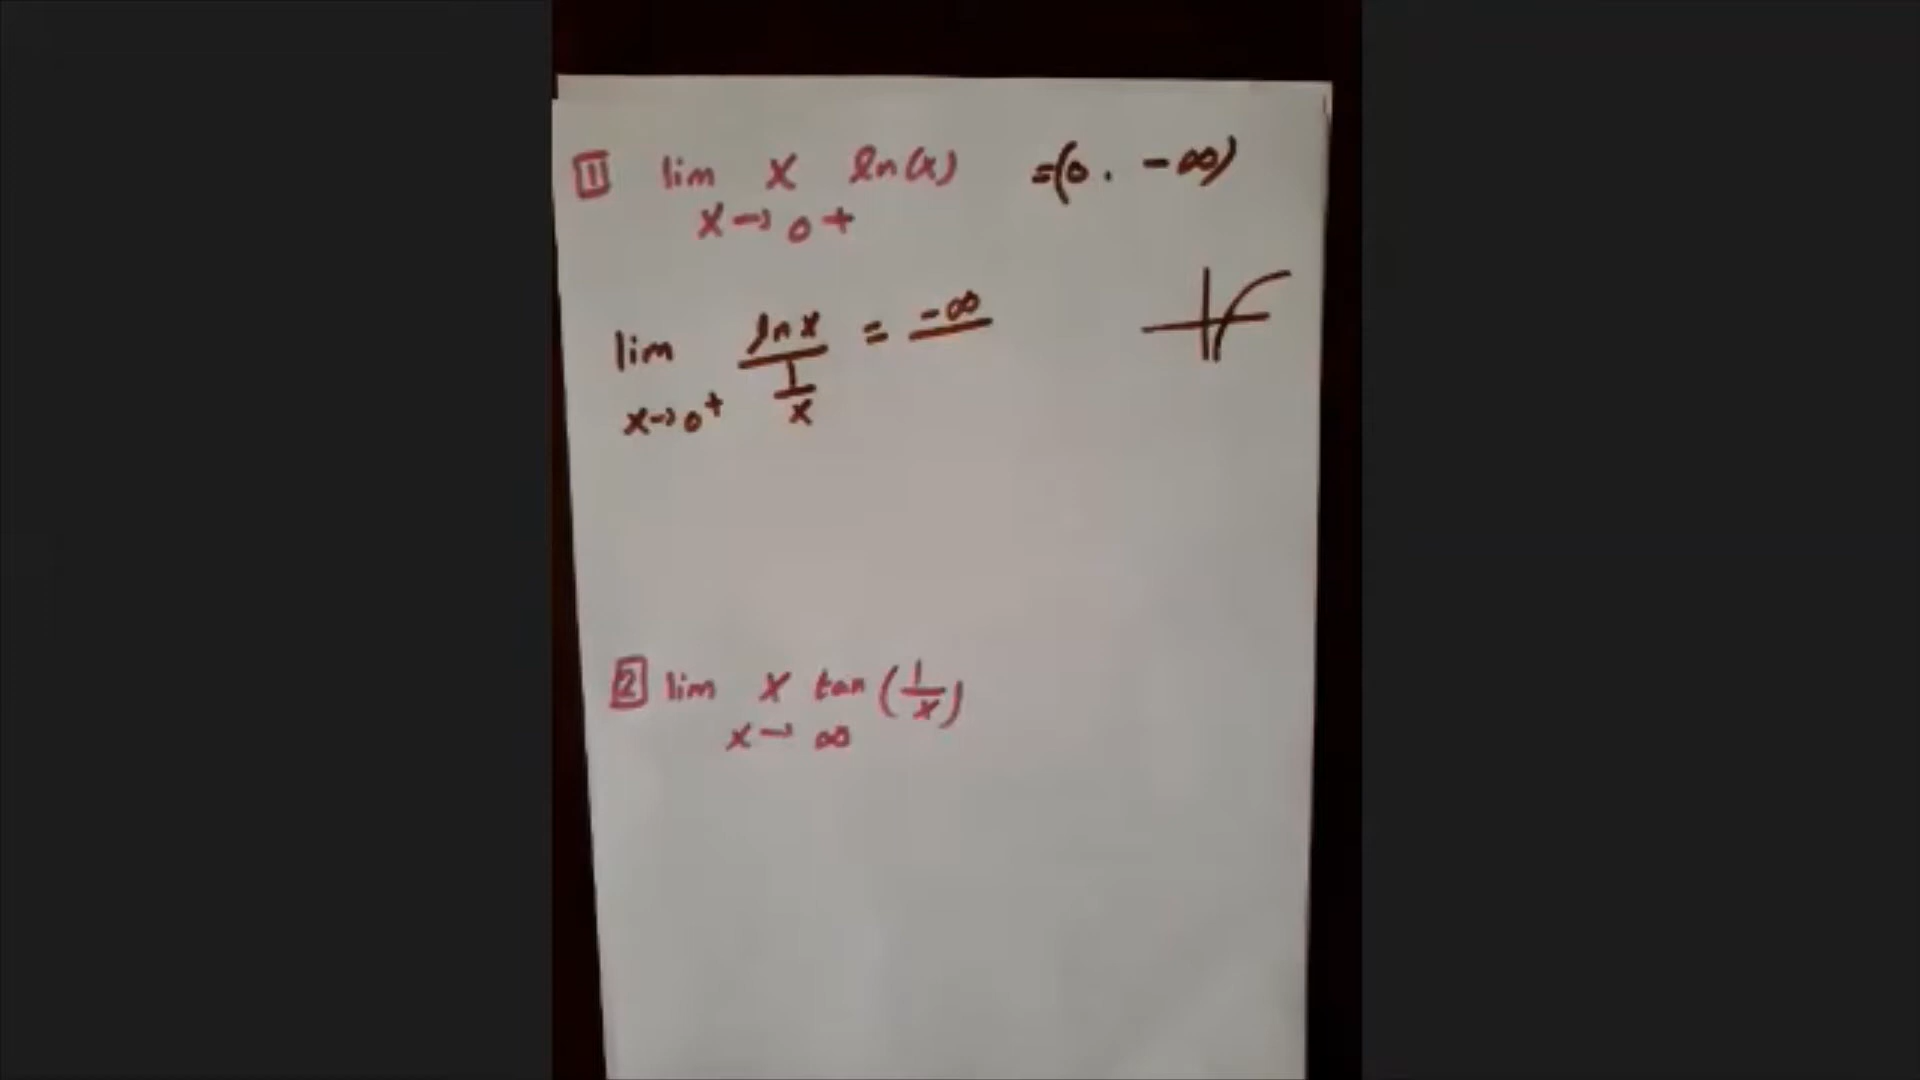 1 lim x ln(x) = (0 . -∞)
x→0+
lim ln x / 1/x = -∞
x→0+
2 lim x tan(1/x)
x→∞